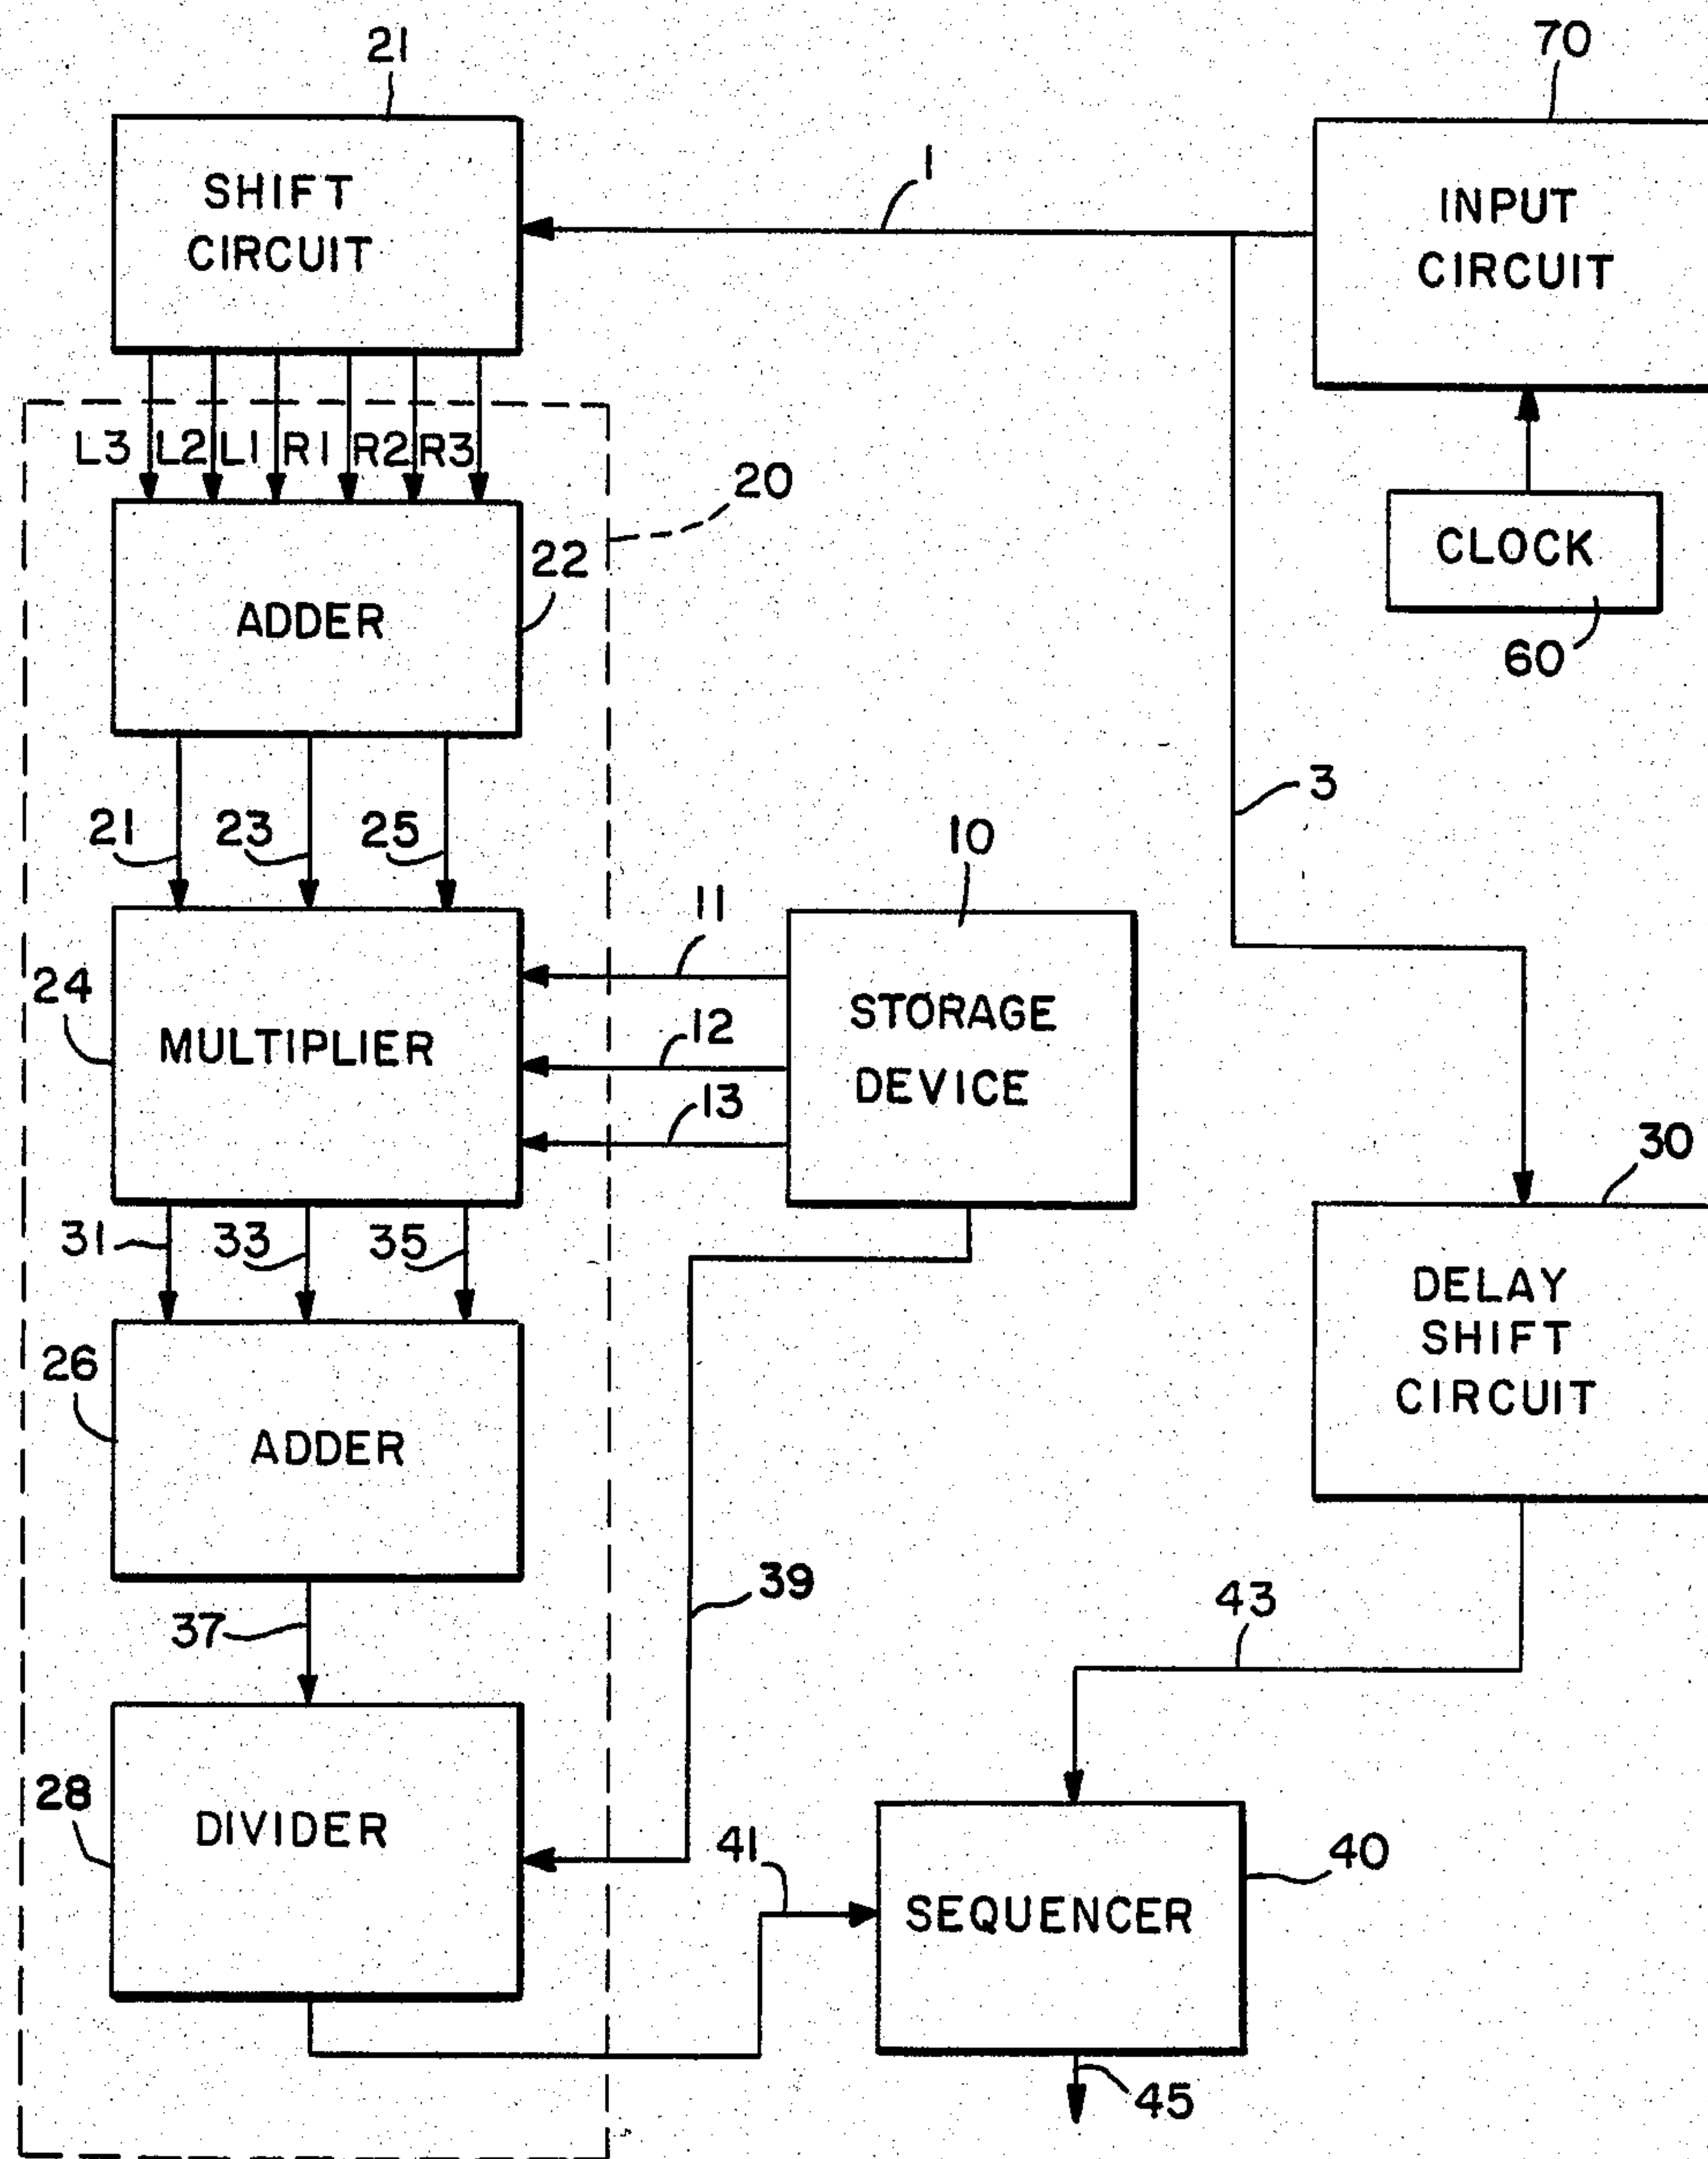 21
70
SHIFT
CIRCUIT
1
INPUT
CIRCUIT
L3 L2 L1 R1 R2 R3
20
ADDER
22
CLOCK
60
21 23 25
3
10
11
24
MULTIPLIER
12
13
STORAGE
DEVICE
30
31 33 35
DELAY
SHIFT
CIRCUIT
26
ADDER
39
43
37
28
DIVIDER
41
40
SEQUENCER
45